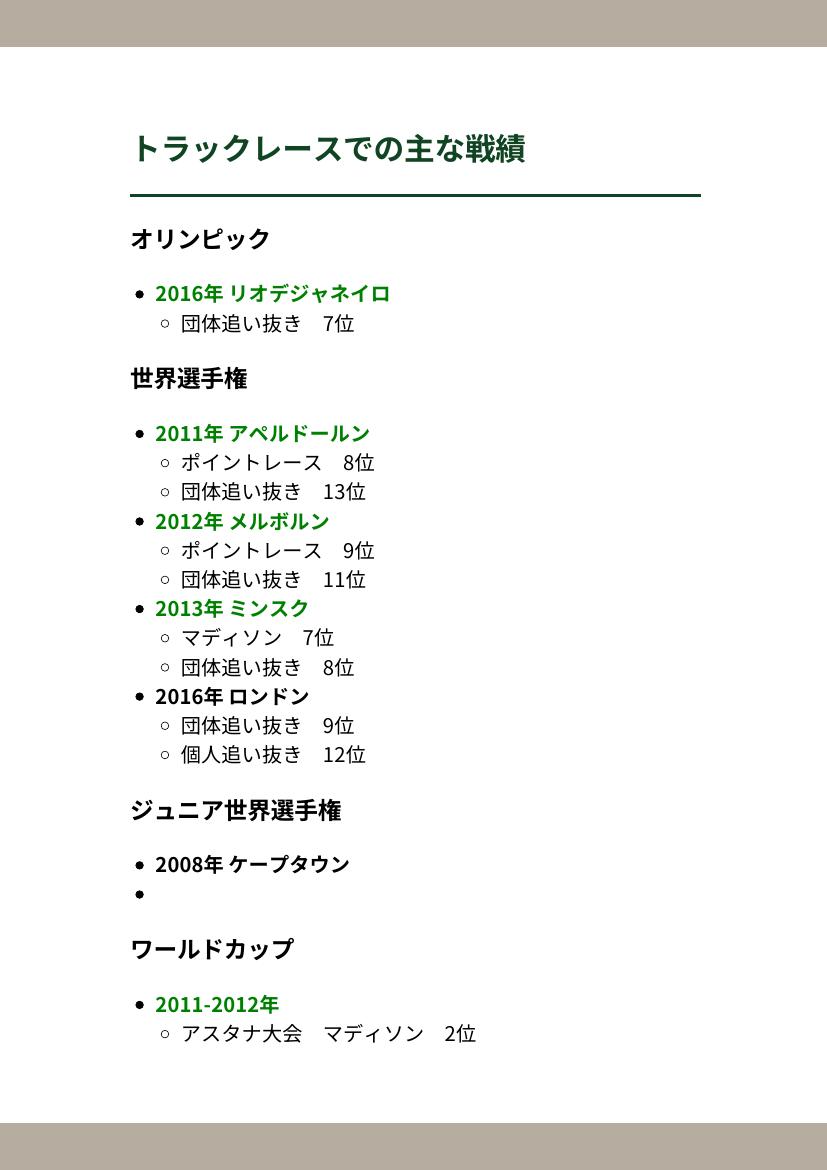 トラックレースでの主な戦績
オリンピック
2016年 リオデジャネイロ
団体追い抜き　7位
世界選手権
2011年 アペルドールン
ポイントレース　8位
団体追い抜き　13位
2012年 メルボルン
ポイントレース　9位
団体追い抜き　11位
2013年 ミンスク
マディソン　7位
団体追い抜き　8位
2016年 ロンドン
団体追い抜き　9位
個人追い抜き　12位
ジュニア世界選手権
2008年 ケープタウン
ワールドカップ
2011-2012年
アスタナ大会　マディソン　2位